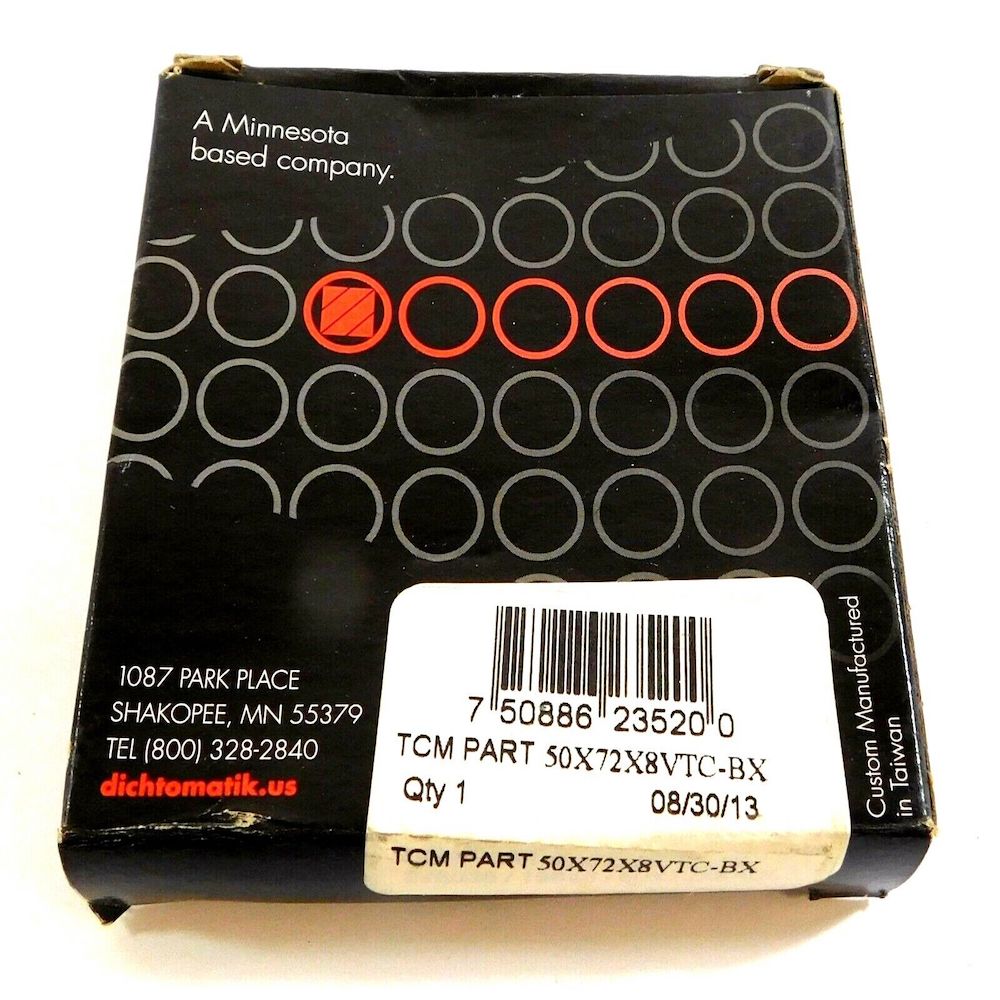 A Minnesota
based company.
1087 PARK PLACE
SHAKOPEE, MN 55379
TEL (800) 328-2840
dichtomatik.us
7 50886 23520 0
TCM PART 50X72X8VTC-BX
Qty 1 08/30/13
TCM PART 50X72X8VTC-BX
Custom Manufactured
in Taiwan